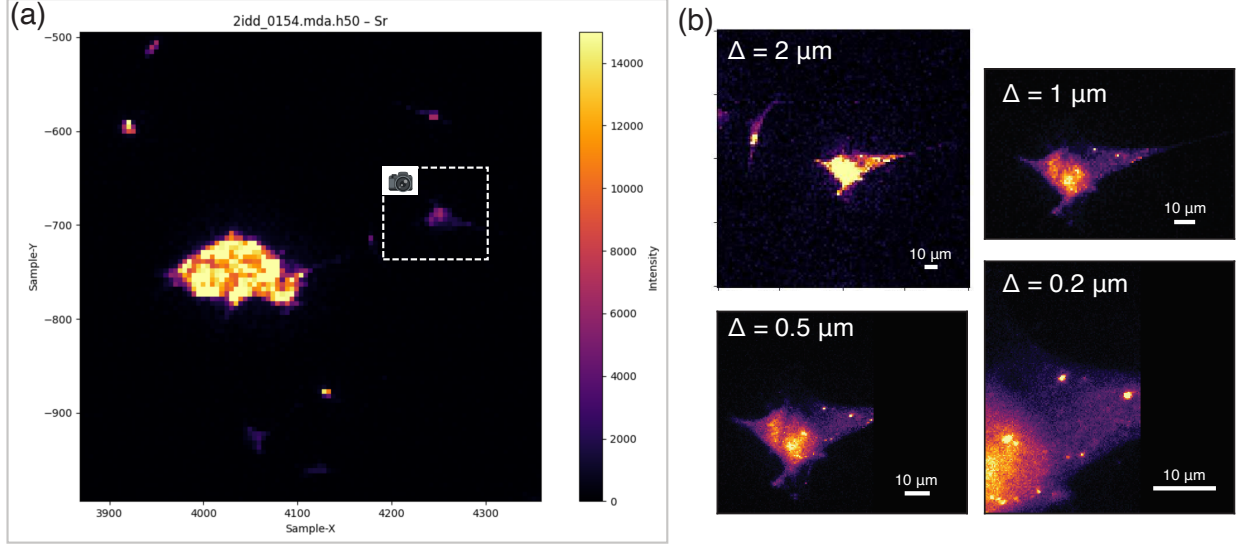 (a)
2idd_0154.mda.h50 – Sr
−500
−600
−700
−800
−900
Sample-Y
3900
4000
4100
4200
4300
Sample-X
14000
12000
10000
8000
6000
4000
2000
0
Intensity
(b)
Δ = 2 μm
10 μm
Δ = 1 μm
10 μm
Δ = 0.5 μm
10 μm
Δ = 0.2 μm
10 μm